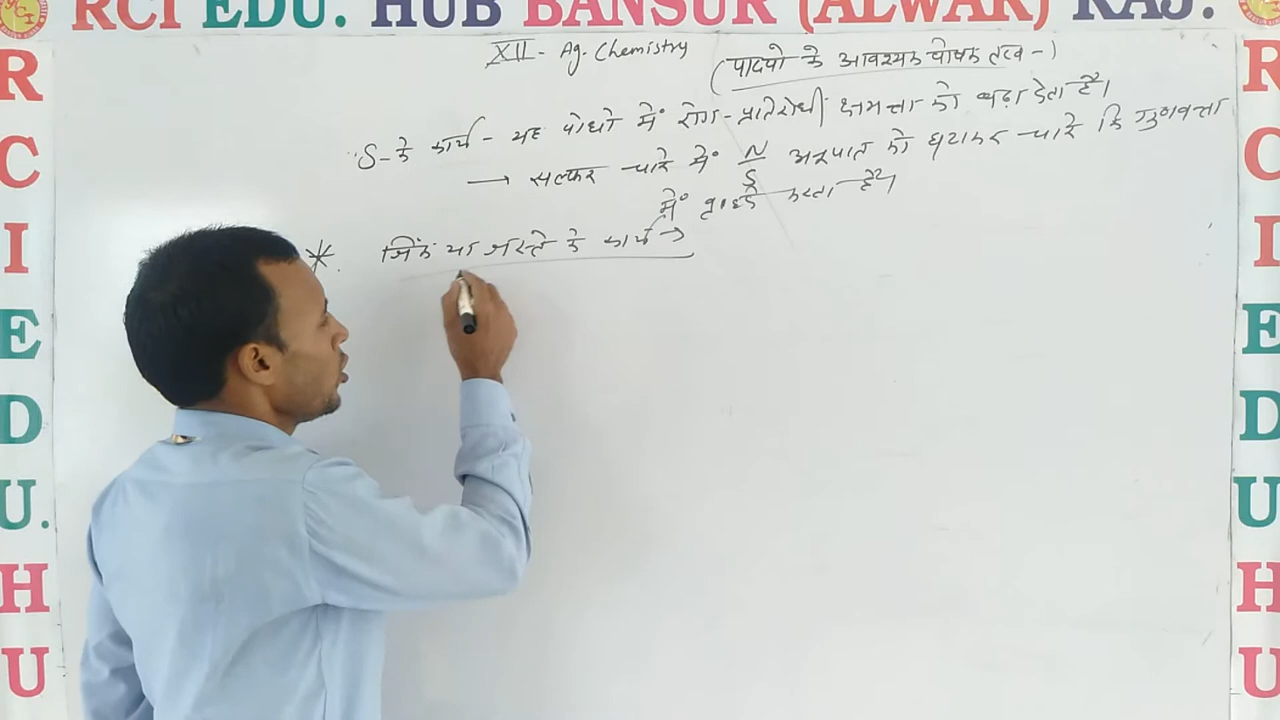 RCI EDU. HUB BANSUR (ALWAR) RAJ.
XII - Ag. Chemistry
(पादपो के आवश्यक पोषक तत्व-)
S-के कार्य - यह पोधो में रोग-प्रतिरोधी क्षमता को बढ़ा देता है।
→ सल्फर चारे में N/S अनुपात को घटाकर चारे कि गुणवत्ता
में वृद्धि करता है।
*. जिंक या जस्ते के कार्य →
R C I E D U. H U
R C I E D U H U